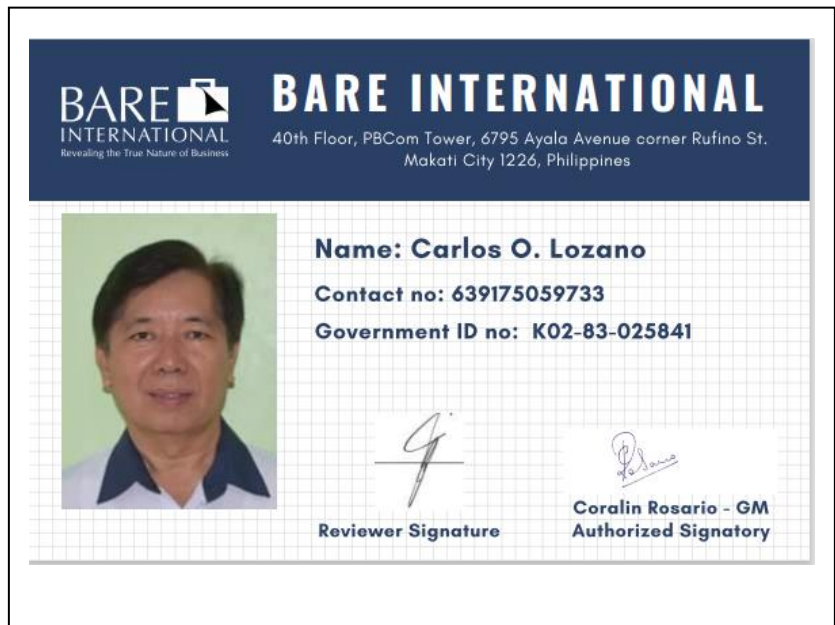 BARE
INTERNATIONAL
Revealing the True Nature of Business
BARE INTERNATIONAL
40th Floor, PBCom Tower, 6795 Ayala Avenue corner Rufino St.
Makati City 1226, Philippines
Name: Carlos O. Lozano
Contact no: 639175059733
Government ID no: K02-83-025841
Reviewer Signature
Coralin Rosario - GM
Authorized Signatory